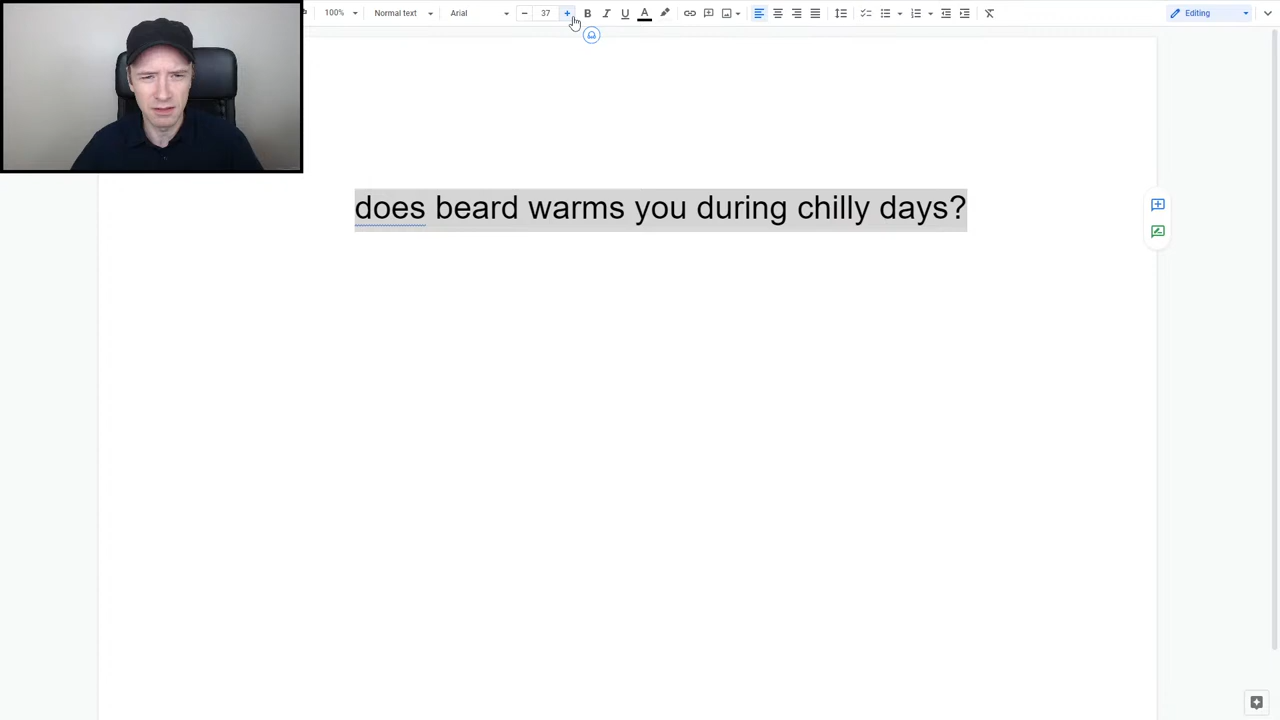 100% Normal text Arial 37 B I U A Editing
does beard warms you during chilly days?